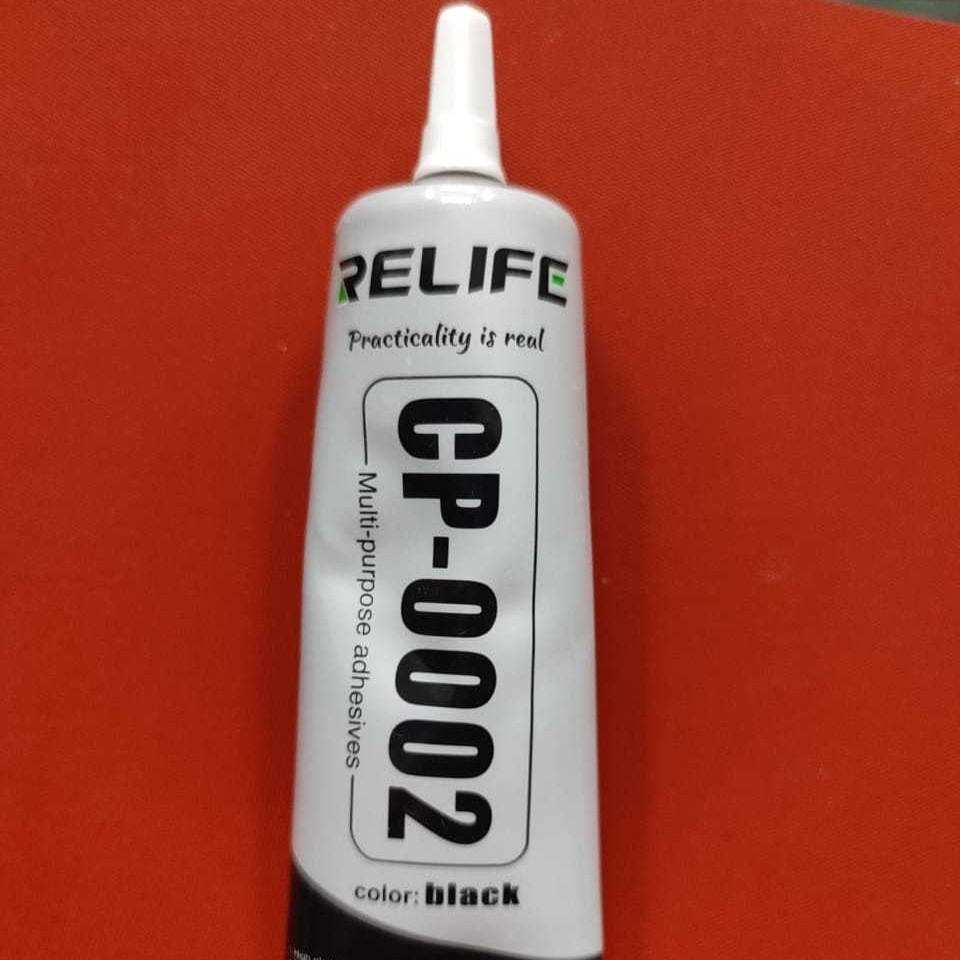 RELIFE
Practicality is real
CP-0002
Multi-purpose adhesives
color: black